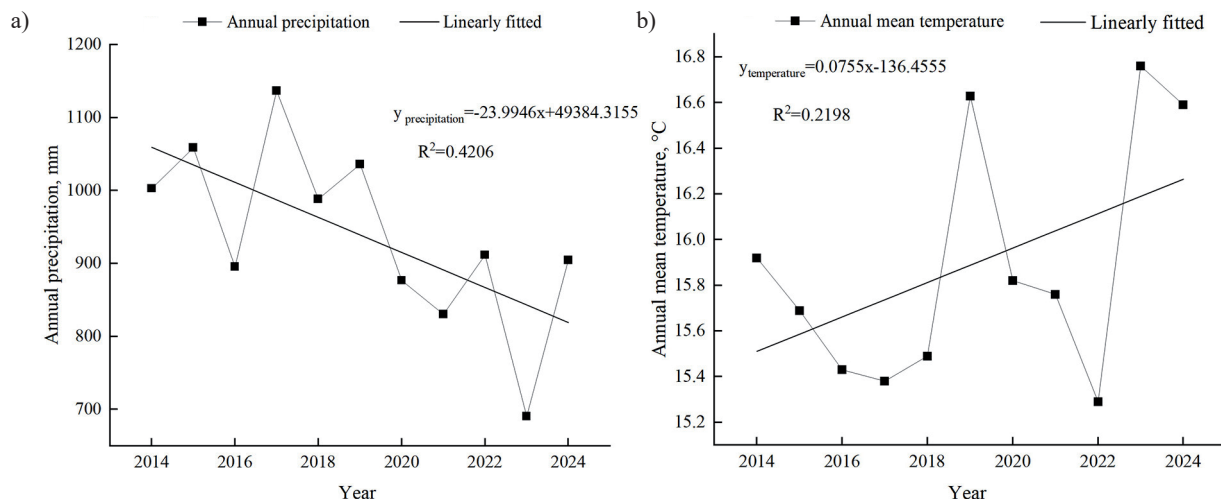 a)
Annual precipitation
Linearly fitted
1200
1100
1000
900
800
700
y precipitation=-23.9946x+49384.3155
R2=0.4206
Annual precipitation, mm
2014 2016 2018 2020 2022 2024
Year
b)
Annual mean temperature
Linearly fitted
16.8
16.6
16.4
16.2
16.0
15.8
15.6
15.4
15.2
ytemperature=0.0755x-136.4555
R2=0.2198
Annual mean temperature, °C
2014 2016 2018 2020 2022 2024
Year